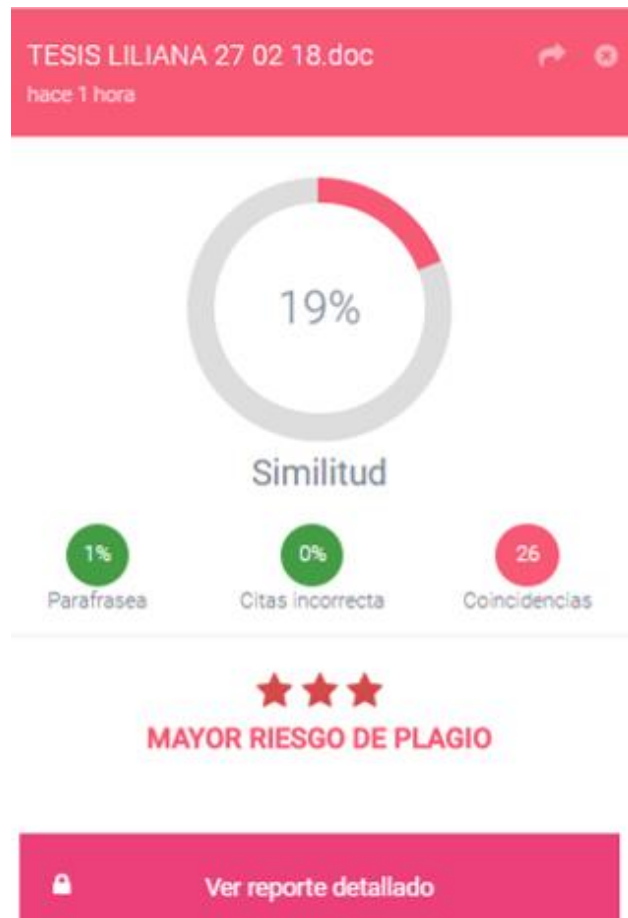 TESIS LILIANA 27 02 18.doc
hace 1 hora
19%
Similitud
1%
Parafrasea
0%
Citas incorrecta
26
Coincidencias
MAYOR RIESGO DE PLAGIO
Ver reporte detallado